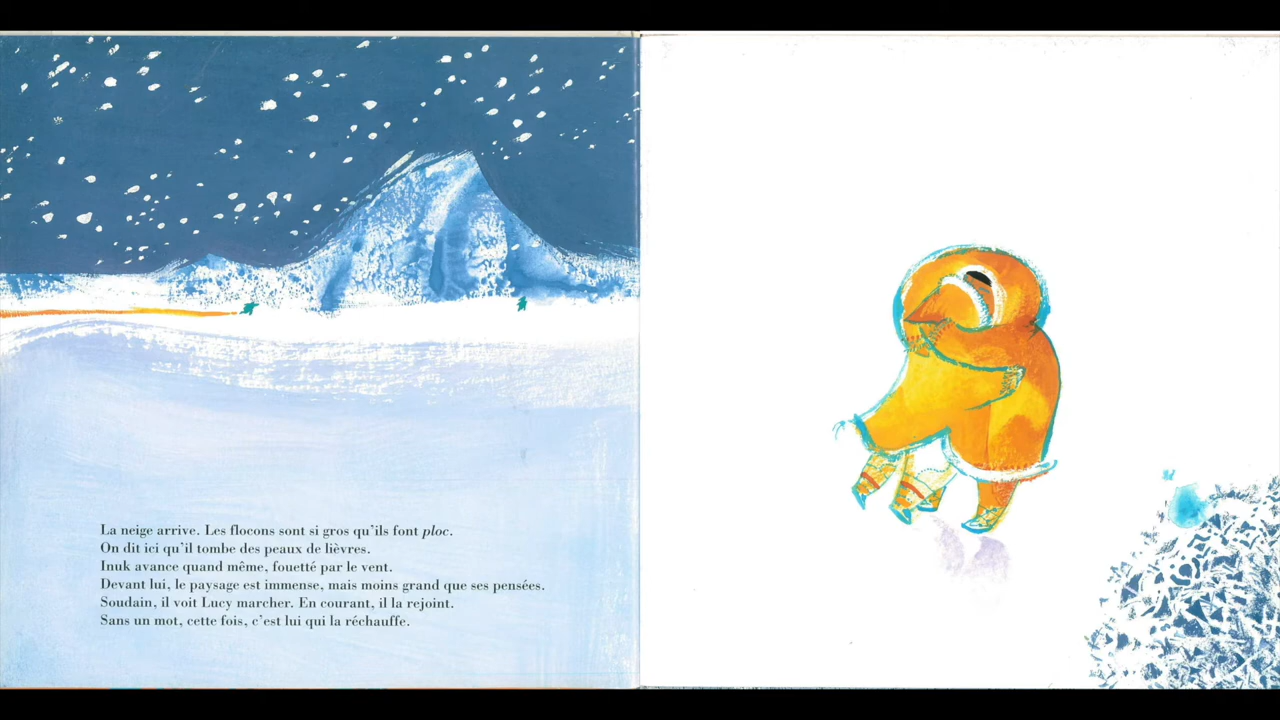 La neige arrive. Les flocons sont si gros qu'ils font ploc.
On dit ici qu'il tombe des peaux de lièvres.
Inuk avance quand même, fouetté par le vent.
Devant lui, le paysage est immense, mais moins grand que ses pensées.
Soudain, il voit Lucy marcher. En courant, il la rejoint.
Sans un mot, cette fois, c'est lui qui la réchauffe.